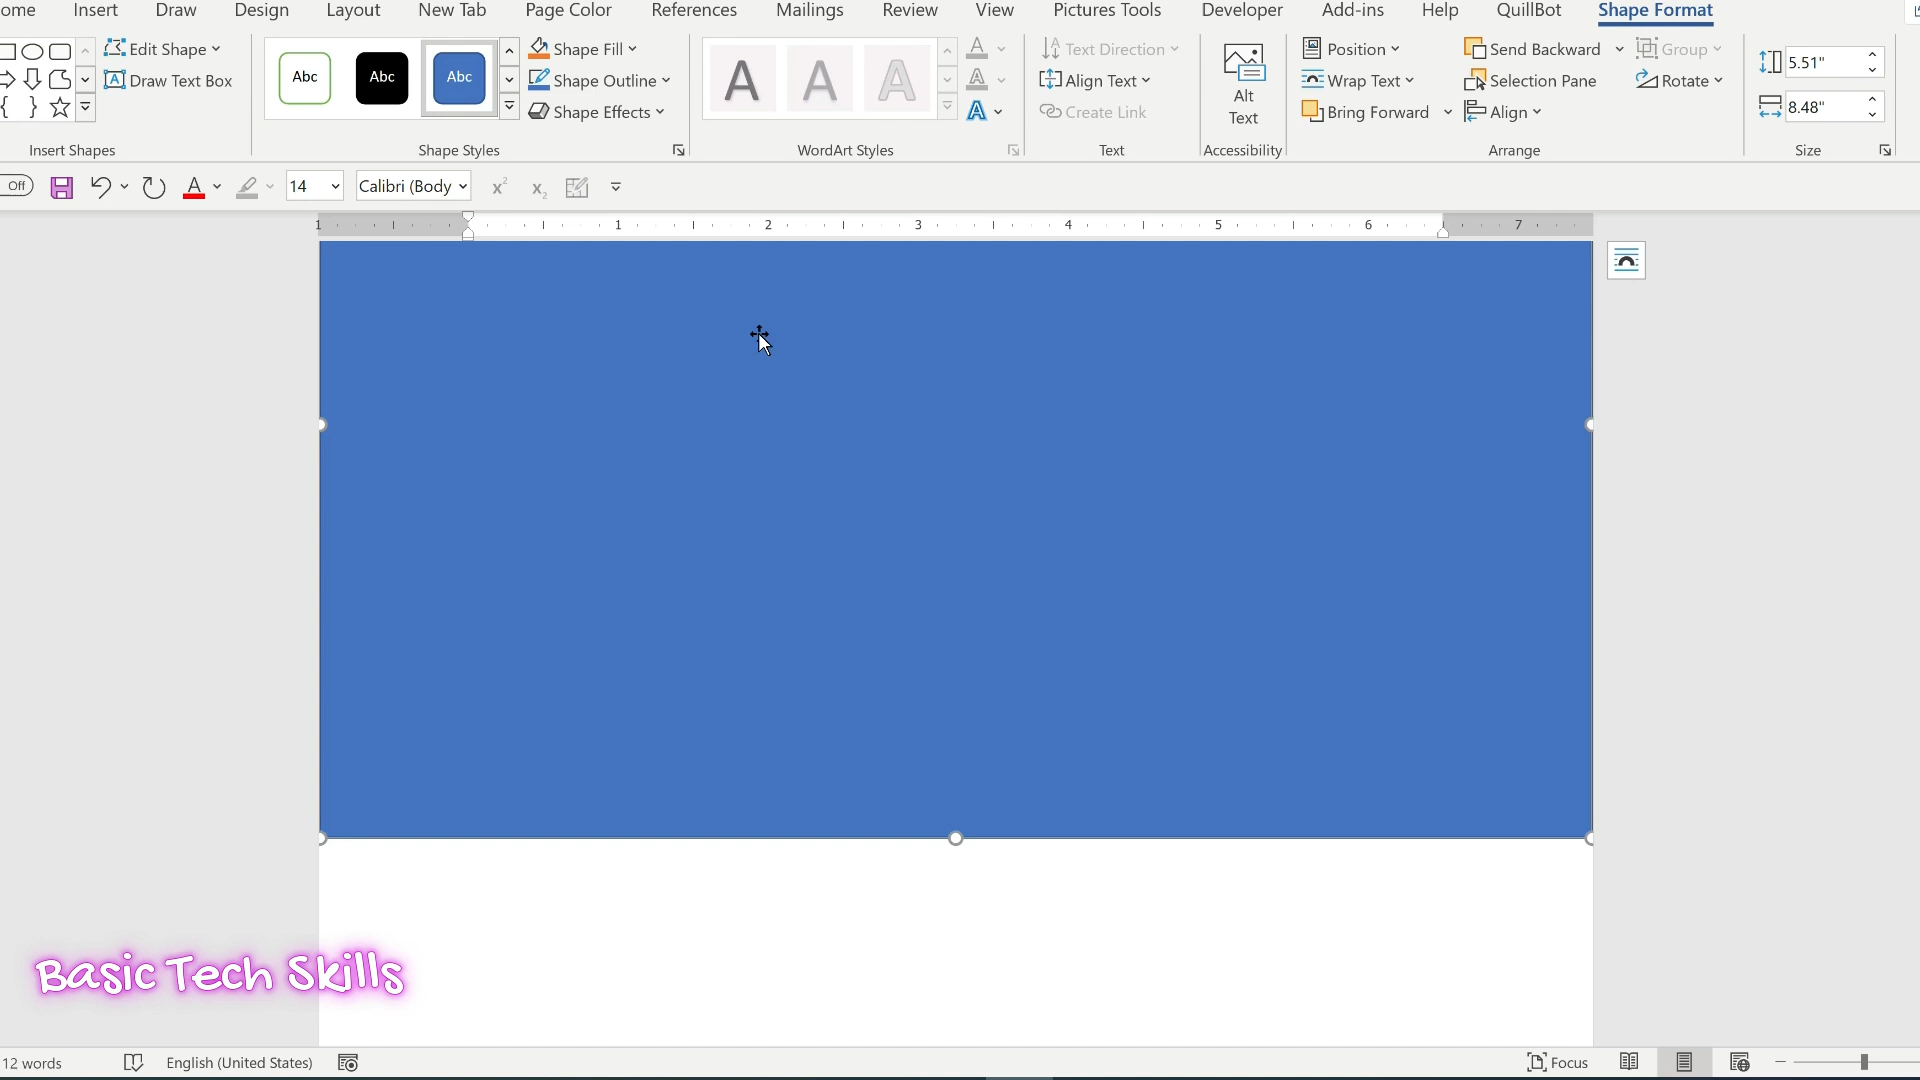 ome Insert Draw Design Layout New Tab Page Color References Mailings Review View Pictures Tools Developer Add-ins Help QuillBot Shape Format
Edit Shape
Draw Text Box
Insert Shapes
Abc Abc Abc
Shape Fill
Shape Outline
Shape Effects
Shape Styles
A A A
WordArt Styles
Text Direction
Align Text
Create Link
Text
Alt
Text
Accessibility
Position
Wrap Text
Bring Forward
Send Backward
Selection Pane
Align
Group
Rotate
Arrange
5.51"
8.48"
Size
Off
14
Calibri (Body
1 1 2 3 4 5 6 7
Basic Tech Skills
12 words
English (United States)
Focus